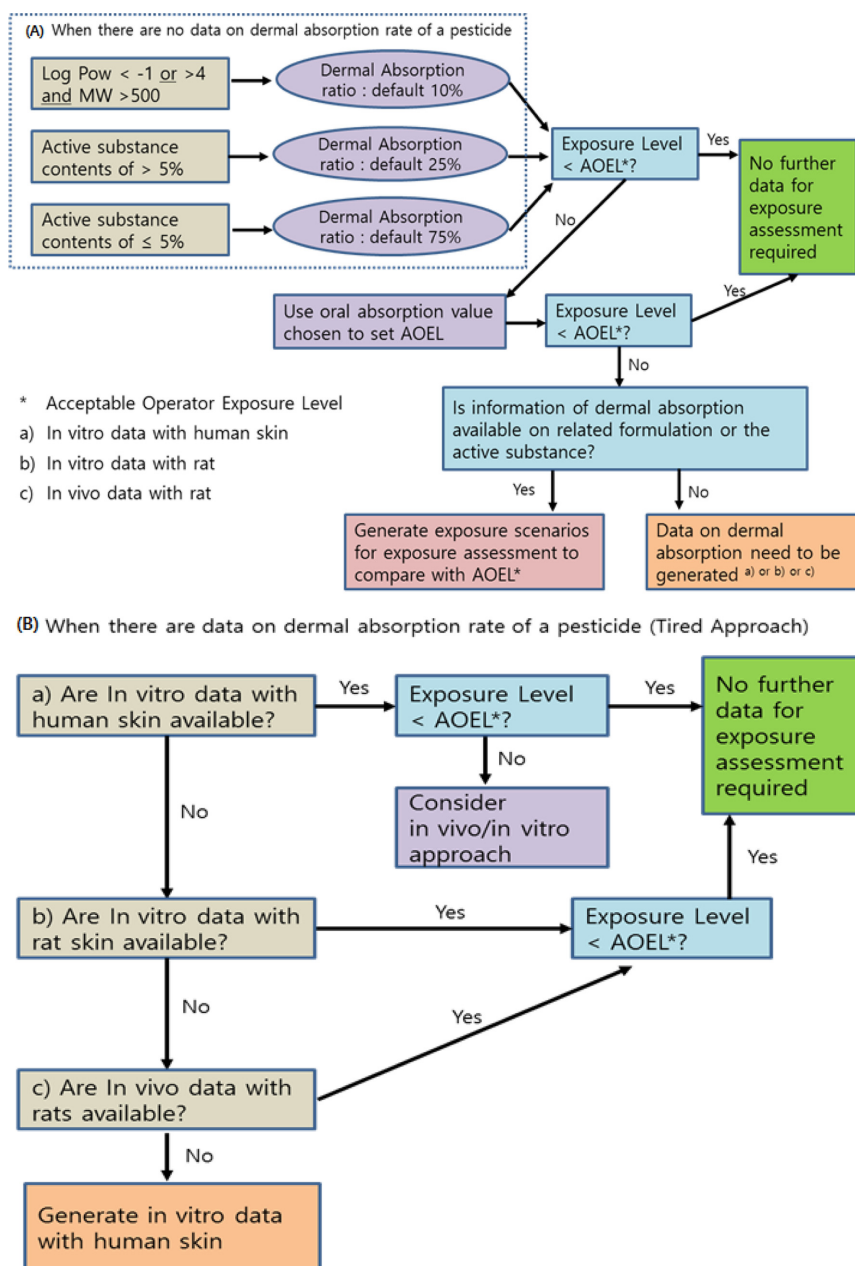 (A) When there are no data on dermal absorption rate of a pesticide
Log Pow < -1 or >4
and MW >500
Dermal Absorption
ratio : default 10%
Active substance
contents of > 5%
Dermal Absorption
ratio : default 25%
Active substance
contents of ≤ 5%
Dermal Absorption
ratio : default 75%
Exposure Level
< AOEL*?
Yes
No further
data for
exposure
assessment
required
No
Use oral absorption value
chosen to set AOEL
Exposure Level
< AOEL*?
Yes
No
* Acceptable Operator Exposure Level
a) In vitro data with human skin
b) In vitro data with rat
c) In vivo data with rat
Is information of dermal absorption
available on related formulation or the
active substance?
Yes
No
Generate exposure scenarios
for exposure assessment to
compare with AOEL*
Data on dermal
absorption need to be
generated a) or b) or c)
(B) When there are data on dermal absorption rate of a pesticide (Tired Approach)
a) Are In vitro data with
human skin available?
Yes
Exposure Level
< AOEL*?
Yes
No further
data for
exposure
assessment
required
No
Consider
in vivo/in vitro
approach
No
Yes
b) Are In vitro data with
rat skin available?
Yes
Exposure Level
< AOEL*?
No
Yes
c) Are In vivo data with
rats available?
No
Generate in vitro data
with human skin